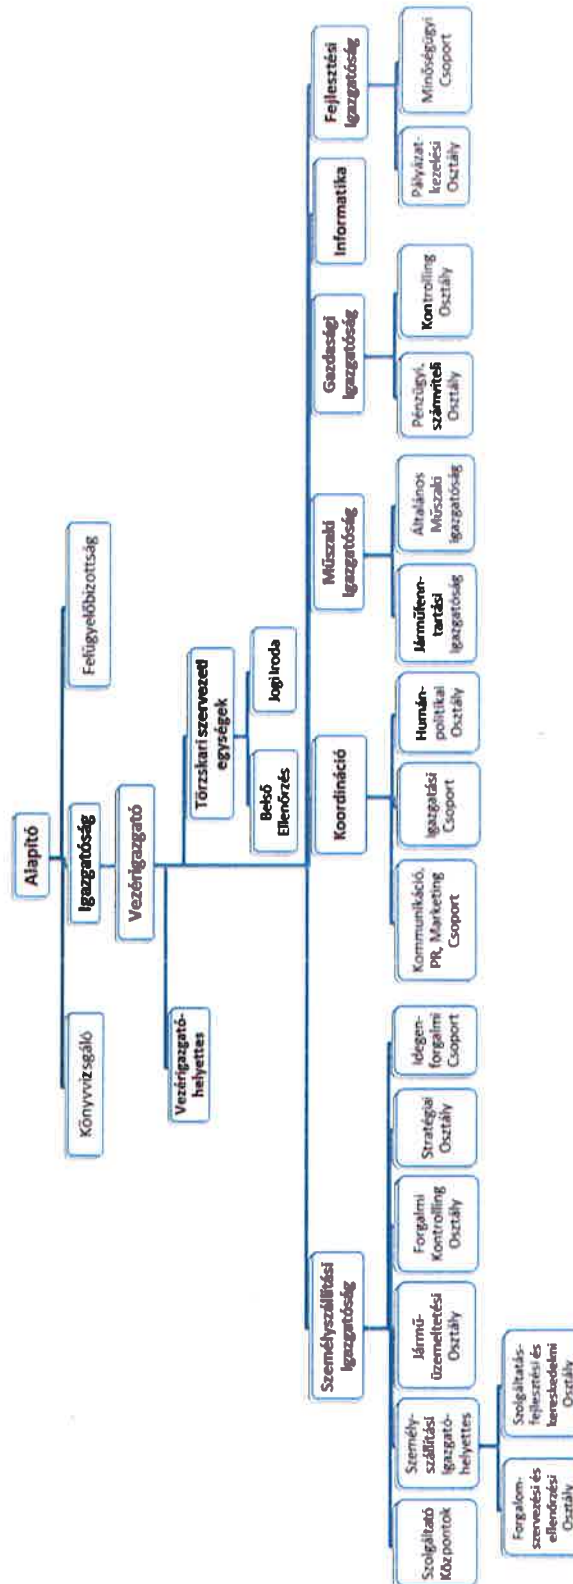 Alapító
Könyvvizsgáló
Igazgatóság
Felügyelőbizottság
Vezérigazgató
Vezérigazgató-
helyettes
Törzskari szervezeti
egységek
Belső
Ellenőrzés
Jogi Iroda
Személyszállítási
Igazgatóság
Koordináció
Műszaki
Igazgatóság
Gazdasági
Igazgatóság
Informatika
Fejlesztési
Igazgatóság
Szolgáltató
Központok
Személy-
szállítási
Igazgató-
helyettes
Jármű-
üzemeltetési
Osztály
Forgalmi
Kontrolling
Osztály
Stratégiai
Osztály
Idegen-
forgalmi
Csoport
Kommunikáció,
PR, Marketing
Csoport
Igazgatási
Csoport
Humán-
politikai
Osztály
Járműfenn-
tartási
Igazgatóság
Általános
Műszaki
Igazgatóság
Pénzügyi,
számviteli
Osztály
Kontrolling
Osztály
Pályázat-
kezelési
Osztály
Minőségügyi
Csoport
Forgalom-
szervezési és
ellenőrzési
Osztály
Szolgáltatás-
fejlesztési és
kereskedelmi
Osztály